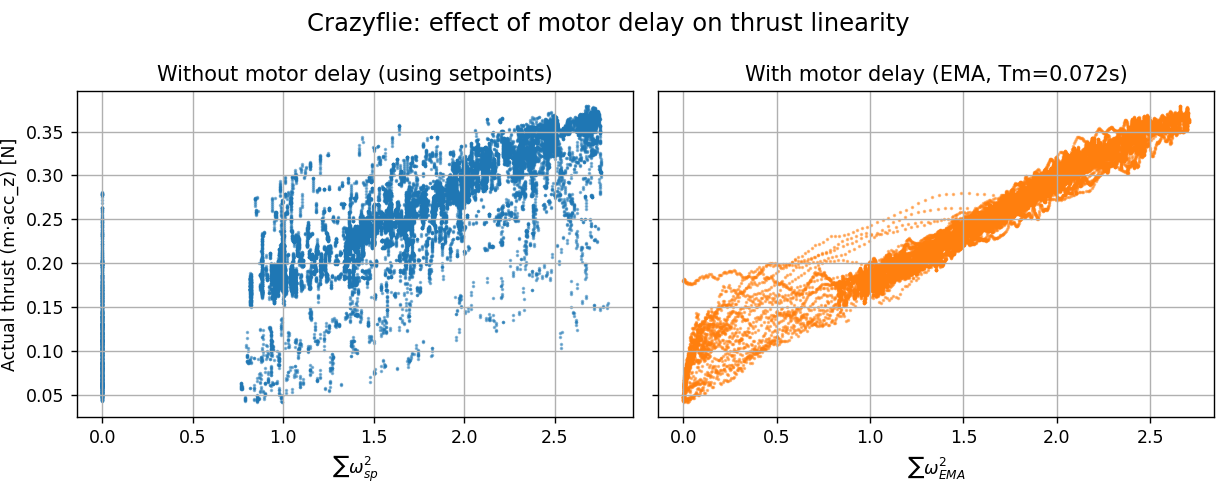 Crazyflie: effect of motor delay on thrust linearity
Without motor delay (using setpoints)
With motor delay (EMA, Tm=0.072s)
Actual thrust (m·acc_z) [N]
0.35
0.30
0.25
0.20
0.15
0.10
0.05
0.0 0.5 1.0 1.5 2.0 2.5
0.0 0.5 1.0 1.5 2.0 2.5
∑ω²sp
∑ω²EMA